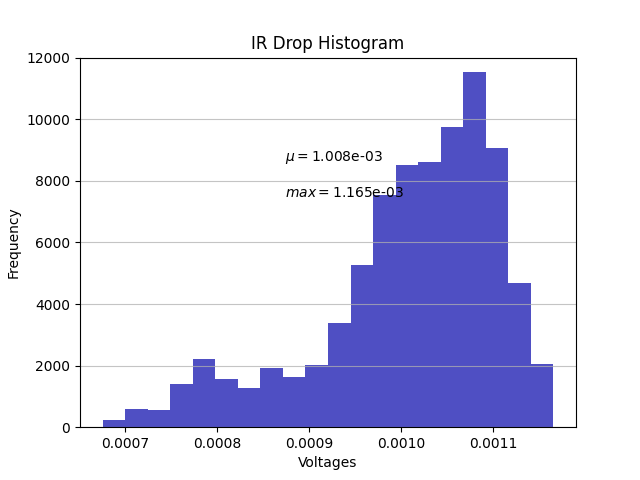 IR Drop Histogram
12000
10000
8000
6000
4000
2000
0
Frequency
μ = 1.008e-03
max = 1.165e-03
0.0007 0.0008 0.0009 0.0010 0.0011
Voltages